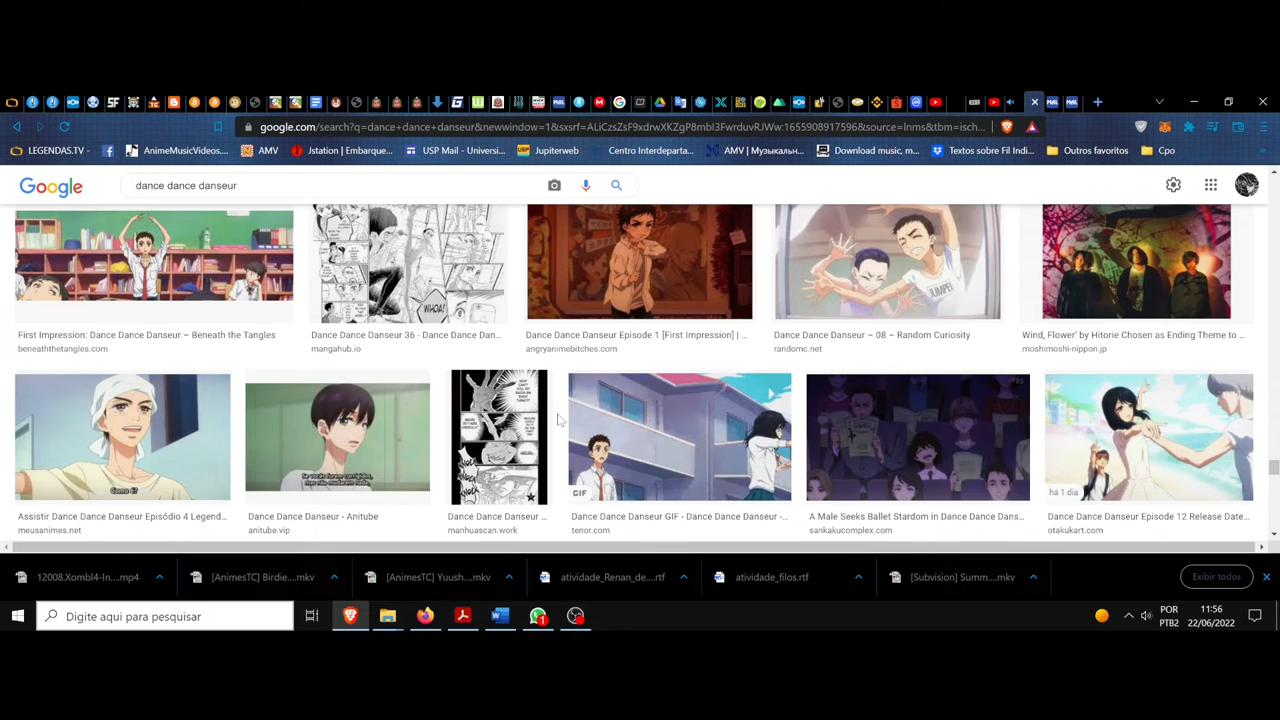 google.com/search?q=dance+dance+danseur&newwindow=1&sxsrf=ALiCzsZsF9xdrwXKZgP8mbI3FwrduvRJWw:1655908917596&source=lnms&tbm=isch...
LEGENDAS.TV
AnimeMusicVideos...
AMV
Jstation | Embarque...
USP Mail - Universi...
Jupiterweb
Centro Interdeparta...
AMV | Музыкальн...
Download music, m...
Textos sobre Fil Indi...
Outros favoritos
Cpo
Google
dance dance danseur
WHOA!
JUMPER
First Impression: Dance Dance Danseur – Beneath the Tangles
beneaththetangles.com
Dance Dance Danseur 36 - Dance Dance Dan...
mangahub.io
Dance Dance Danseur Episode 1 [First Impression] | ...
angryanimebitches.com
Dance Dance Danseur – 08 – Random Curiosity
randomc.net
Wind, Flower' by Hitorie Chosen as Ending Theme to ...
moshimoshi-nippon.jp
Como é?
GIF
há 1 dia
Assistir Dance Dance Danseur Episódio 4 Legend...
meusanimes.net
Dance Dance Danseur - Anitube
anitube.vip
Dance Dance Danseur ...
manhuascan.work
Dance Dance Danseur GIF - Dance Dance Danseur -...
tenor.com
A Male Seeks Ballet Stardom in Dance Dance Dans...
sankakucomplex.com
Dance Dance Danseur Episode 12 Release Date...
otakukart.com
12008.Xombl4-In....mp4
[AnimesTC] Birdie....mkv
[AnimesTC] Yuush....mkv
atividade_Renan_de....rtf
atividade_filos.rtf
[Subvision] Summ....mkv
Exibir todos
Digite aqui para pesquisar
1
POR
PTB2
11:56
22/06/2022